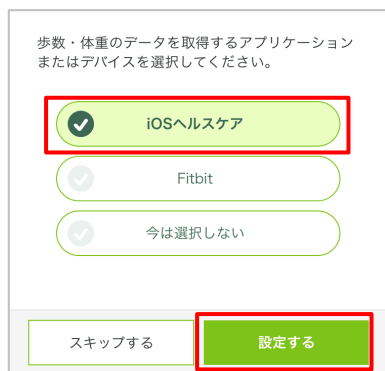 歩数・体重のデータを取得するアプリケーション
またはデバイスを選択してください。
iOSヘルスケア
Fitbit
今は選択しない
スキップする
設定する